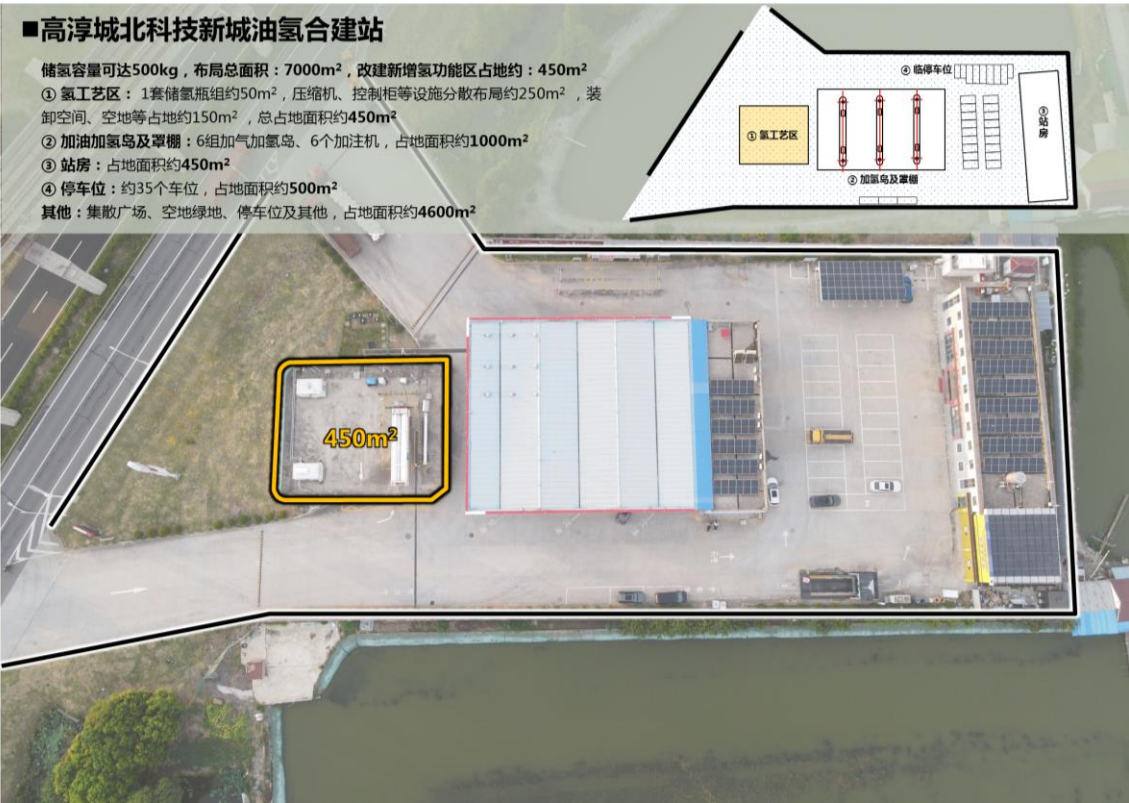 ■高淳城北科技新城油氢合建站
储氢容量可达500kg，布局总面积：7000m²，改建新增氢功能区占地约：450m²
① 氢工艺区： 1套储氢瓶组约50m²，压缩机、控制柜等设施分散布局约250m² ，装
卸空间、空地等占地约150m² ，总占地面积约450m²
② 加油加氢岛及罩棚：6组加气加氢岛、6个加注机，占地面积约1000m²
③ 站房：占地面积约450m²
④ 停车位：约35个车位，占地面积约500m²
其他：集散广场、空地绿地、停车位及其他，占地面积约4600m²
④ 临停车位
① 氢工艺区
③站房
② 加氢岛及罩棚
450m²